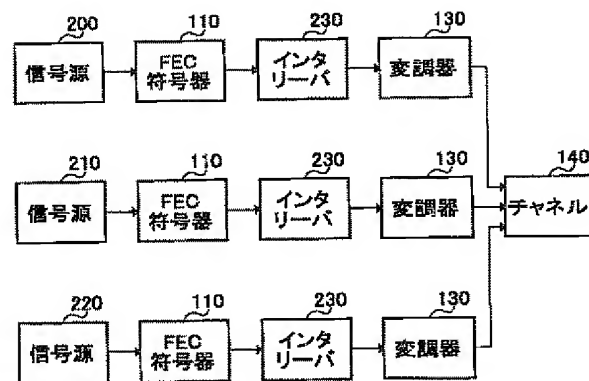 200
110
230
130
信号源
FEC
符号器
インタ
リーバ
変調器
210
110
230
130
140
信号源
FEC
符号器
インタ
リーバ
変調器
チャネル
220
110
230
130
信号源
FEC
符号器
インタ
リーバ
変調器